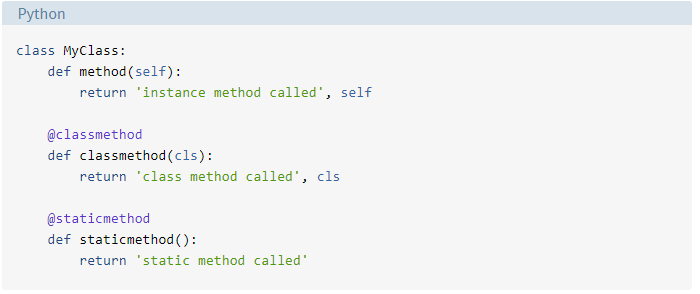 Python
class MyClass:
    def method(self):
        return 'instance method called', self

    @classmethod
    def classmethod(cls):
        return 'class method called', cls

    @staticmethod
    def staticmethod():
        return 'static method called'